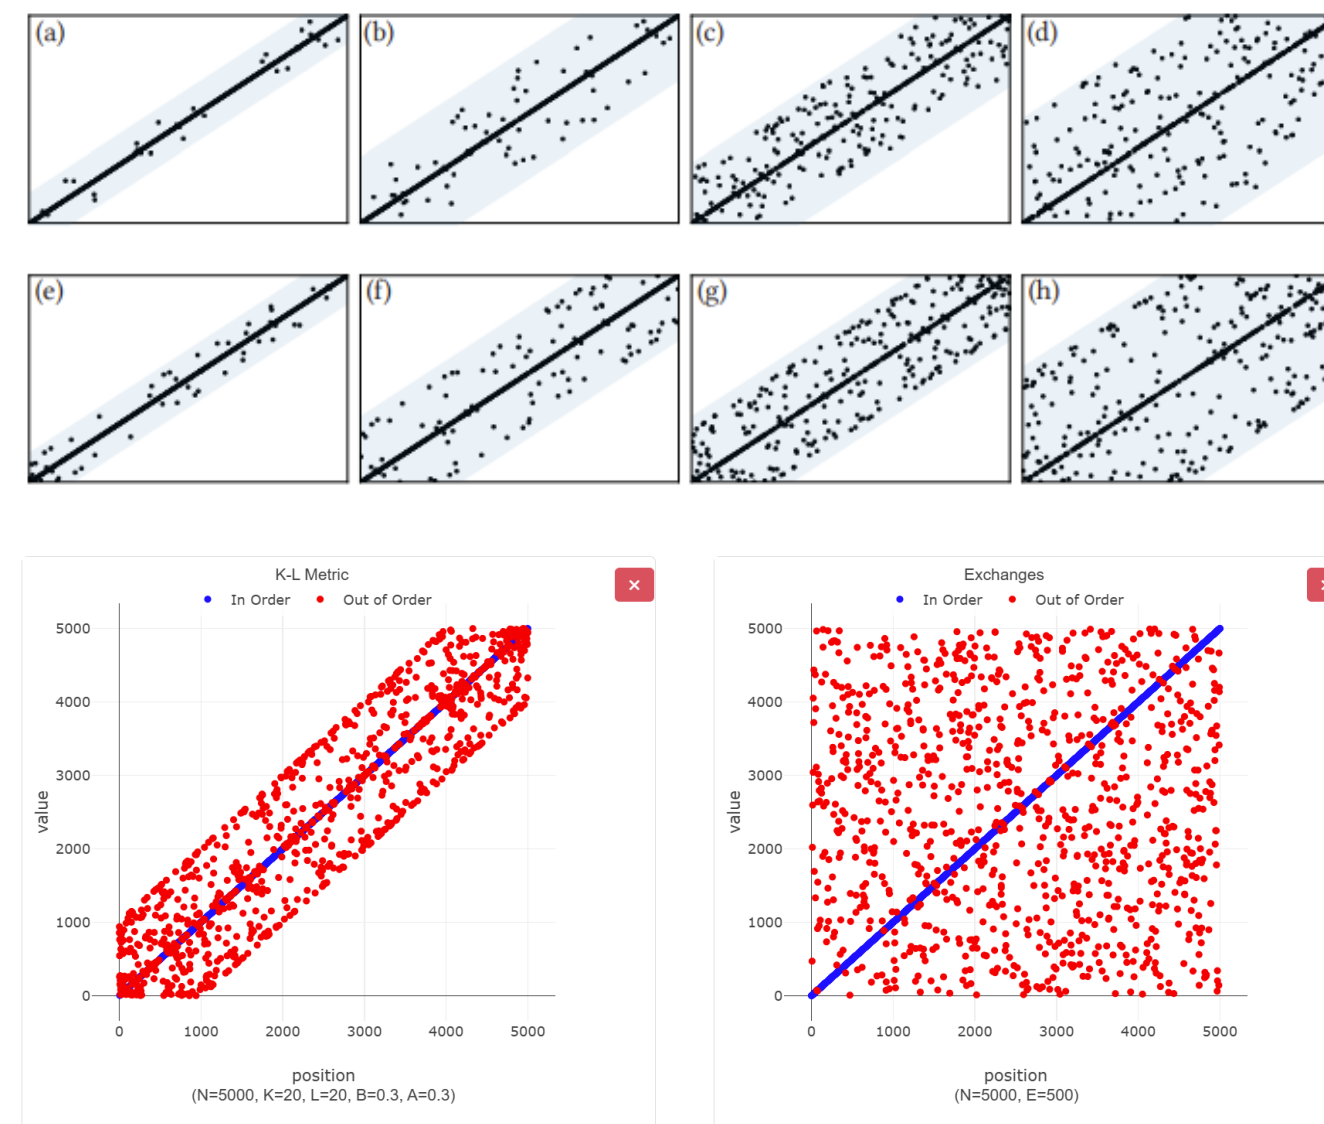 (a) (b) (c) (d)
(e) (f) (g) (h)
K-L Metric
In Order Out of Order
×
5000
4000
3000
2000
1000
0
value
0 1000 2000 3000 4000 5000
position
(N=5000, K=20, L=20, B=0.3, A=0.3)
Exchanges
In Order Out of Order
5000
4000
3000
2000
1000
0
value
0 1000 2000 3000 4000 5000
position
(N=5000, E=500)